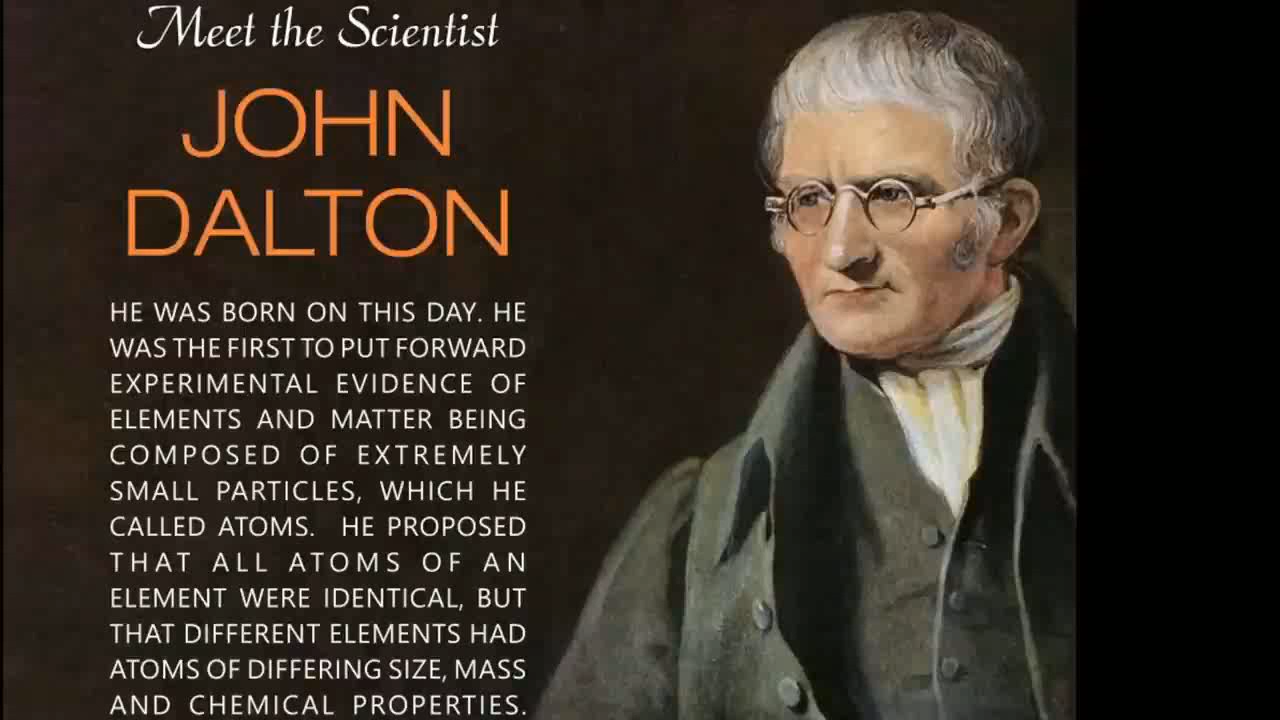 Meet the Scientist
JOHN
DALTON
HE WAS BORN ON THIS DAY. HE
WAS THE FIRST TO PUT FORWARD
EXPERIMENTAL EVIDENCE OF
ELEMENTS AND MATTER BEING
COMPOSED OF EXTREMELY
SMALL PARTICLES, WHICH HE
CALLED ATOMS. HE PROPOSED
THAT ALL ATOMS OF AN
ELEMENT WERE IDENTICAL, BUT
THAT DIFFERENT ELEMENTS HAD
ATOMS OF DIFFERING SIZE, MASS
AND CHEMICAL PROPERTIES.